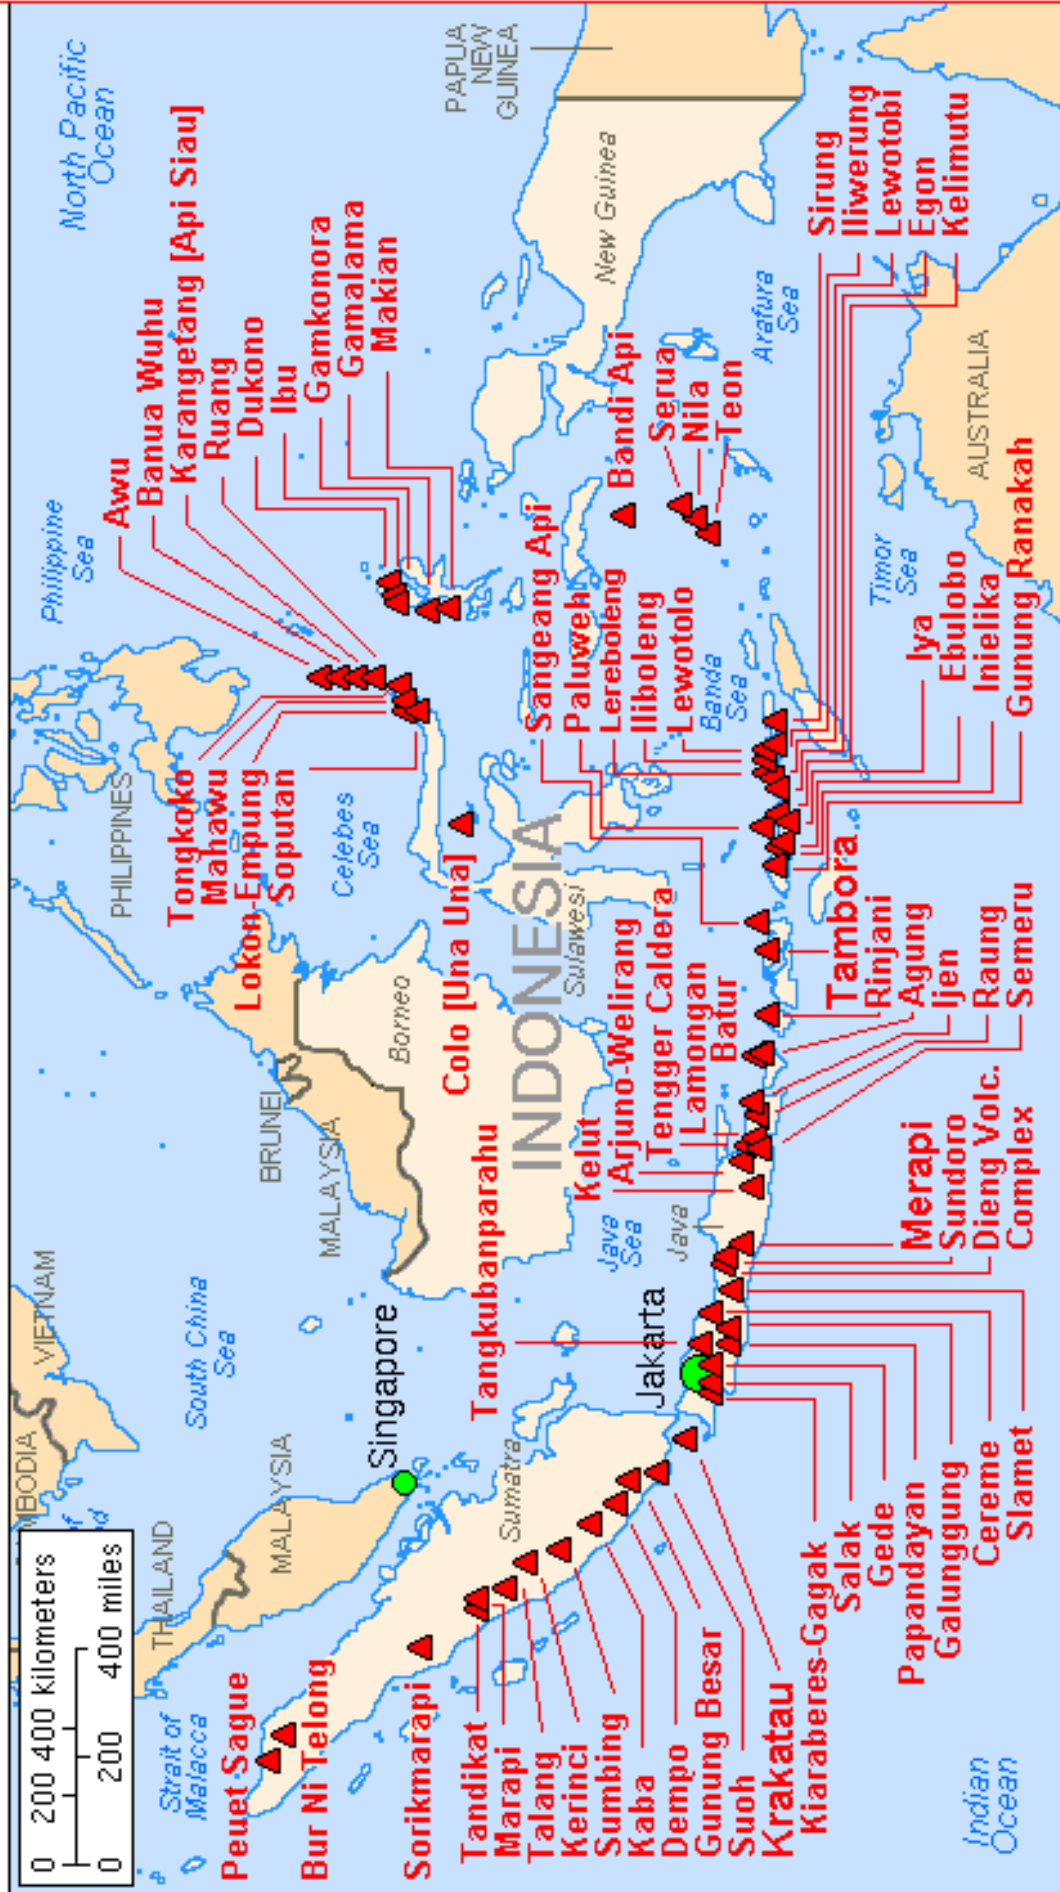 0 200 400 kilometers
0 200 400 miles
THAILAND
VIETNAM
MALAYSIA
Singapore
South China
Sea
Strait of
Malacca
BRUNEI
MALAYSIA
PHILIPPINES
Philippine
Sea
North Pacific
Ocean
PAPUA
NEW
GUINEA
New Guinea
Celebes
Sea
Borneo
Sulawesi
INDONESIA
Sumatra
Java
Sea
Java
Jakarta
Banda
Sea
Timor
Sea
Arafura
Sea
AUSTRALIA
Indian
Ocean
Peuet Sague
Bur Ni Telong
Sorikmarapi
Tandikat
Marapi
Talang
Kerinci
Sumbing
Kaba
Dempo
Gunung Besar
Suoh
Krakatau
Kiaraberes-Gagak
Salak
Gede
Papandayan
Galunggung
Cereme
Slamet
Tangkubanparahu
Merapi
Sundoro
Dieng Volc.
Complex
Kelut
Arjuno-Welirang
Tengger Caldera
Lamongan
Batur
Tambora
Rinjani
Agung
Ijen
Raung
Semeru
Colo [Una Una]
Tongkoko
Mahawu
Lokon-Empung
Soputan
Awu
Banua Wuhu
Karangetang [Api Siau]
Ruang
Dukono
Ibu
Gamkonora
Gamalama
Makian
Sangeang Api
Paluweh
Lereboleng
Iliboleng
Lewotolo
Bandi Api
Serua
Nila
Teon
Iya
Ebulobo
Inielika
Gunung Ranakah
Sirung
Iliwerung
Lewotobi
Egon
Kelimutu